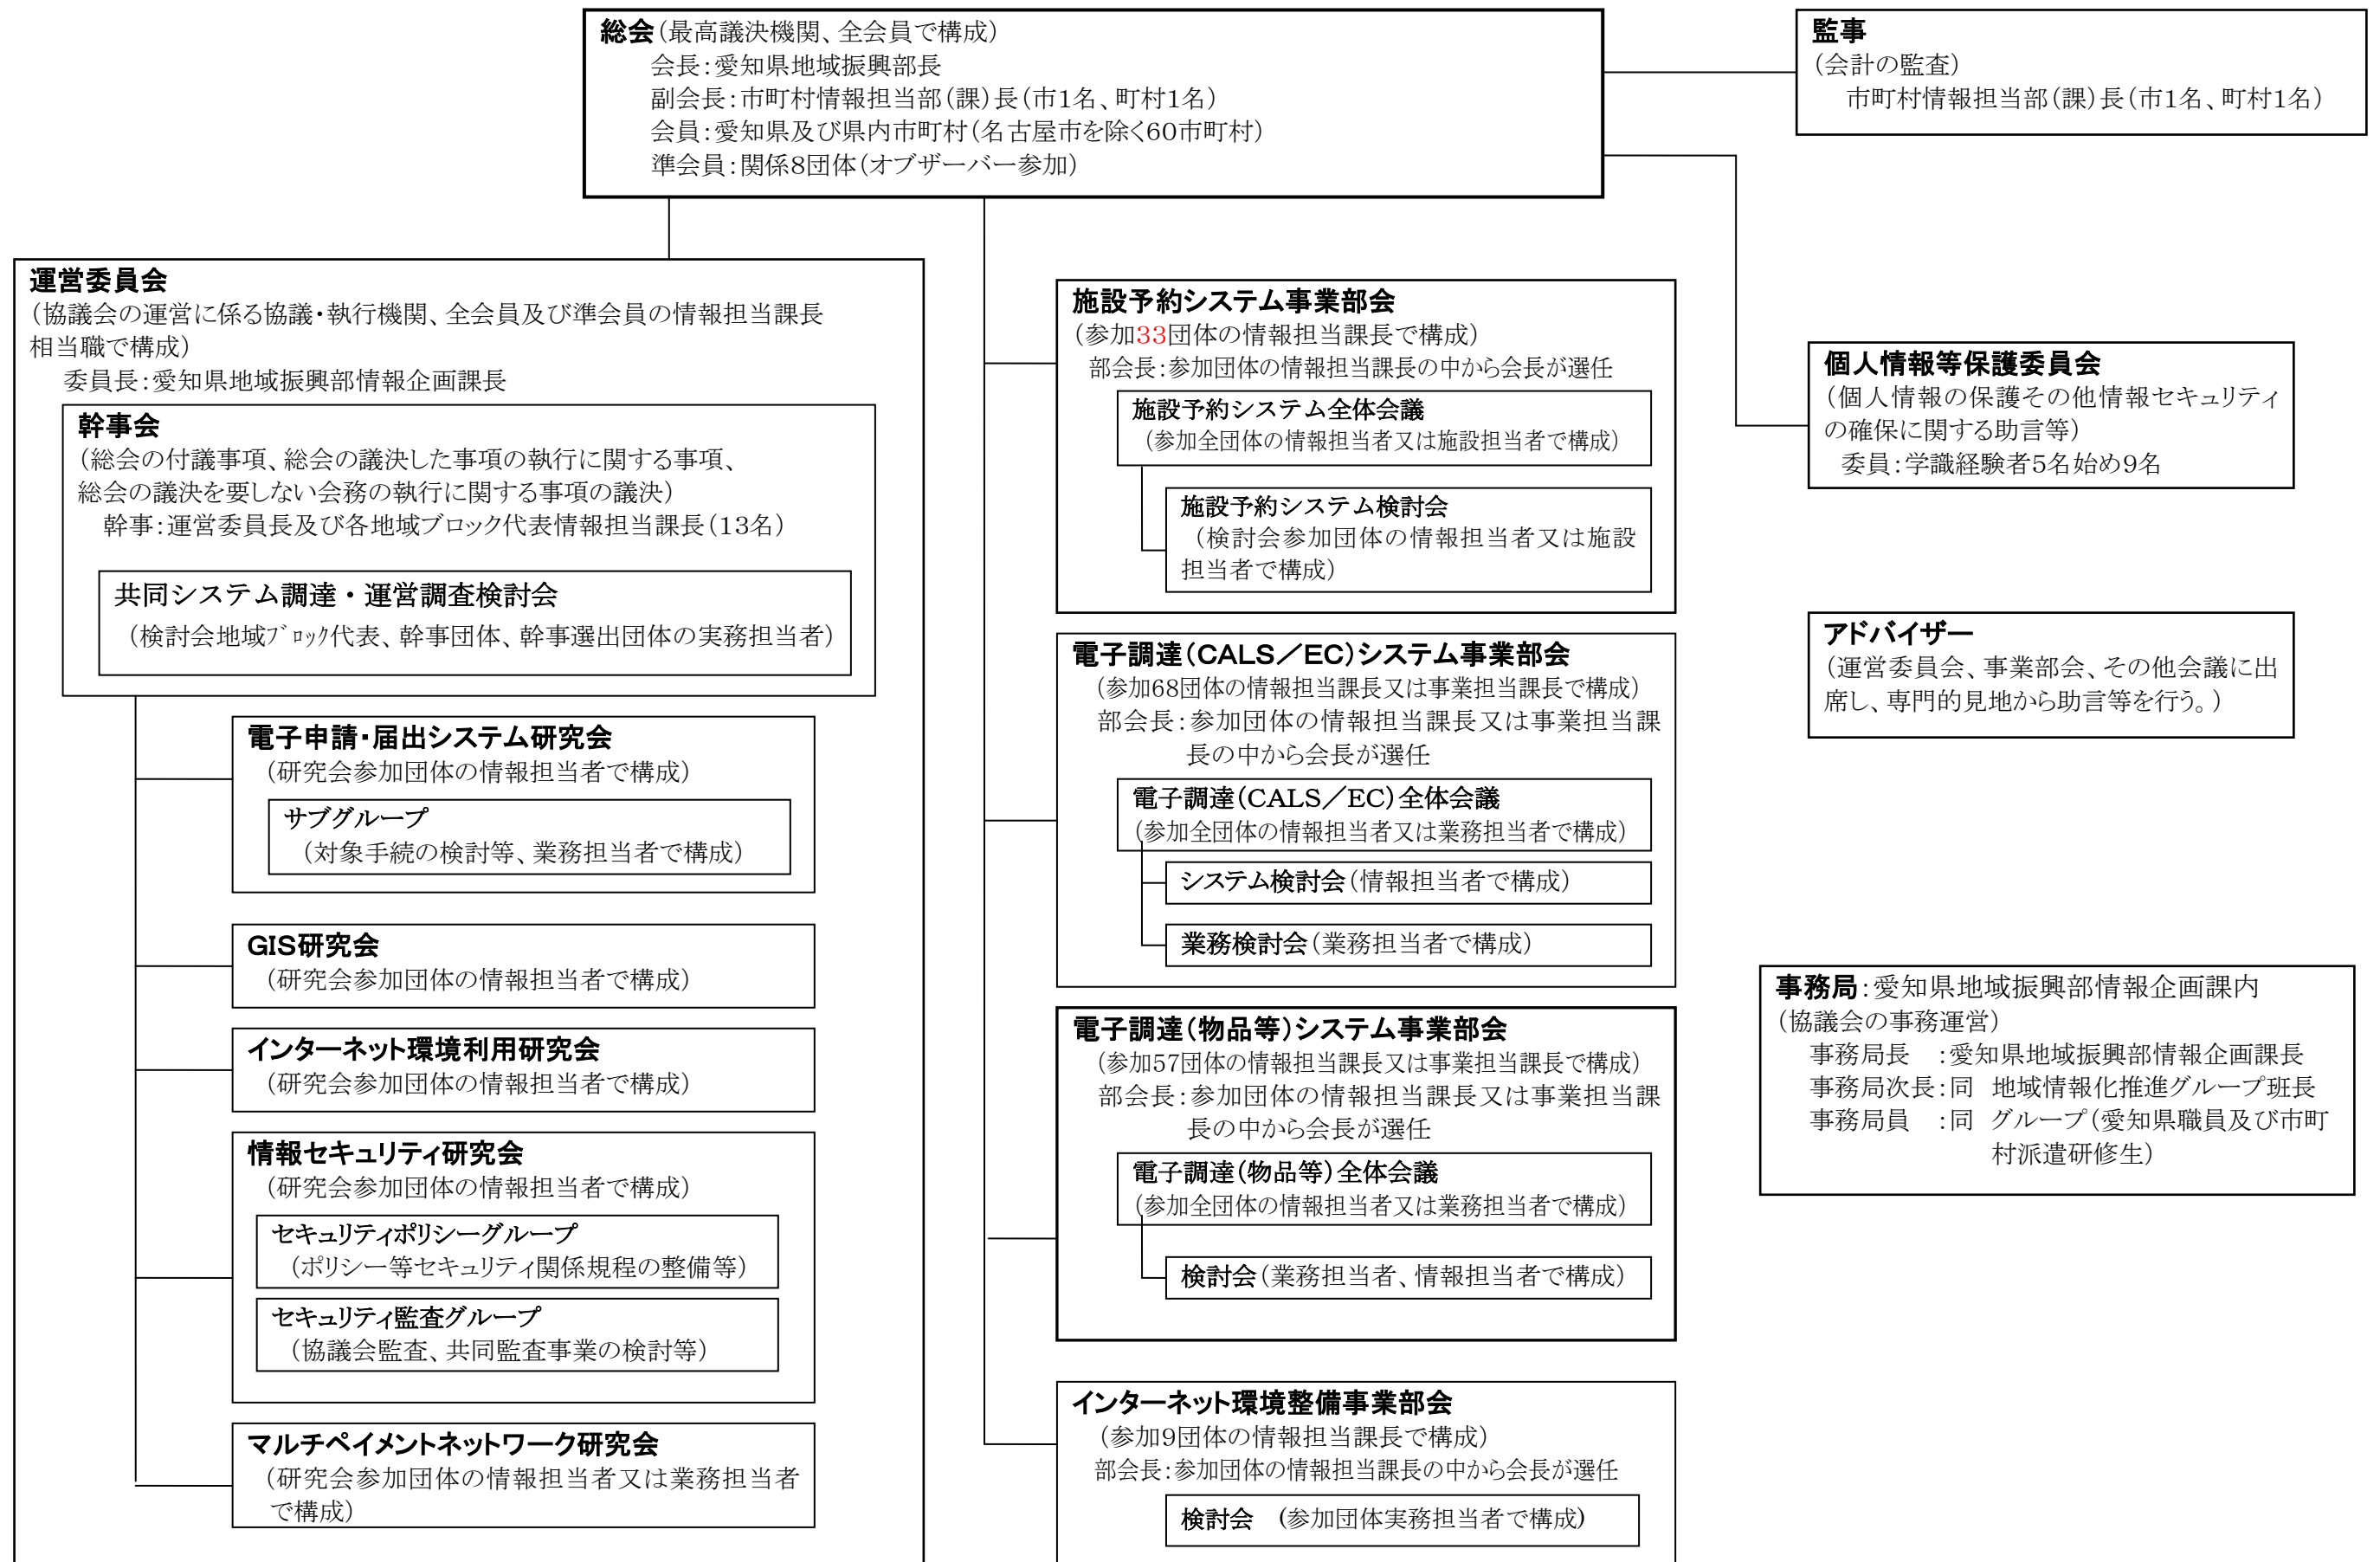 総会(最高議決機関、全会員で構成)
会長:愛知県地域振興部長
副会長:市町村情報担当部(課)長(市1名、町村1名)
会員:愛知県及び県内市町村(名古屋市を除く60市町村)
準会員:関係8団体(オブザーバー参加)
監事
(会計の監査)
市町村情報担当部(課)長(市1名、町村1名)
運営委員会
(協議会の運営に係る協議・執行機関、全会員及び準会員の情報担当課長
相当職で構成)
委員長:愛知県地域振興部情報企画課長
幹事会
(総会の付議事項、総会の議決した事項の執行に関する事項、
総会の議決を要しない会務の執行に関する事項の議決)
幹事:運営委員長及び各地域ブロック代表情報担当課長(13名)
共同システム調達・運営調査検討会
(検討会地域ブロック代表、幹事団体、幹事選出団体の実務担当者)
電子申請・届出システム研究会
(研究会参加団体の情報担当者で構成)
サブグループ
(対象手続の検討等、業務担当者で構成)
GIS研究会
(研究会参加団体の情報担当者で構成)
インターネット環境利用研究会
(研究会参加団体の情報担当者で構成)
情報セキュリティ研究会
(研究会参加団体の情報担当者で構成)
セキュリティポリシーグループ
(ポリシー等セキュリティ関係規程の整備等)
セキュリティ監査グループ
(協議会監査、共同監査事業の検討等)
マルチペイメントネットワーク研究会
(研究会参加団体の情報担当者又は業務担当者
で構成)
施設予約システム事業部会
(参加33団体の情報担当課長で構成)
部会長:参加団体の情報担当課長の中から会長が選任
施設予約システム全体会議
(参加全団体の情報担当者又は施設担当者で構成)
施設予約システム検討会
(検討会参加団体の情報担当者又は施設
担当者で構成)
電子調達(CALS/EC)システム事業部会
(参加68団体の情報担当課長又は事業担当課長で構成)
部会長:参加団体の情報担当課長又は事業担当課
長の中から会長が選任
電子調達(CALS/EC)全体会議
(参加全団体の情報担当者又は業務担当者で構成)
システム検討会(情報担当者で構成)
業務検討会(業務担当者で構成)
電子調達(物品等)システム事業部会
(参加57団体の情報担当課長又は事業担当課長で構成)
部会長:参加団体の情報担当課長又は事業担当課
長の中から会長が選任
電子調達(物品等)全体会議
(参加全団体の情報担当者又は業務担当者で構成)
検討会(業務担当者、情報担当者で構成)
インターネット環境整備事業部会
(参加9団体の情報担当課長で構成)
部会長:参加団体の情報担当課長の中から会長が選任
検討会 (参加団体実務担当者で構成)
個人情報等保護委員会
(個人情報の保護その他情報セキュリティ
の確保に関する助言等)
委員:学識経験者5名始め9名
アドバイザー
(運営委員会、事業部会、その他会議に出
席し、専門的見地から助言等を行う。)
事務局:愛知県地域振興部情報企画課内
(協議会の事務運営)
事務局長 :愛知県地域振興部情報企画課長
事務局次長:同 地域情報化推進グループ班長
事務局員 :同 グループ(愛知県職員及び市町
村派遣研修生)